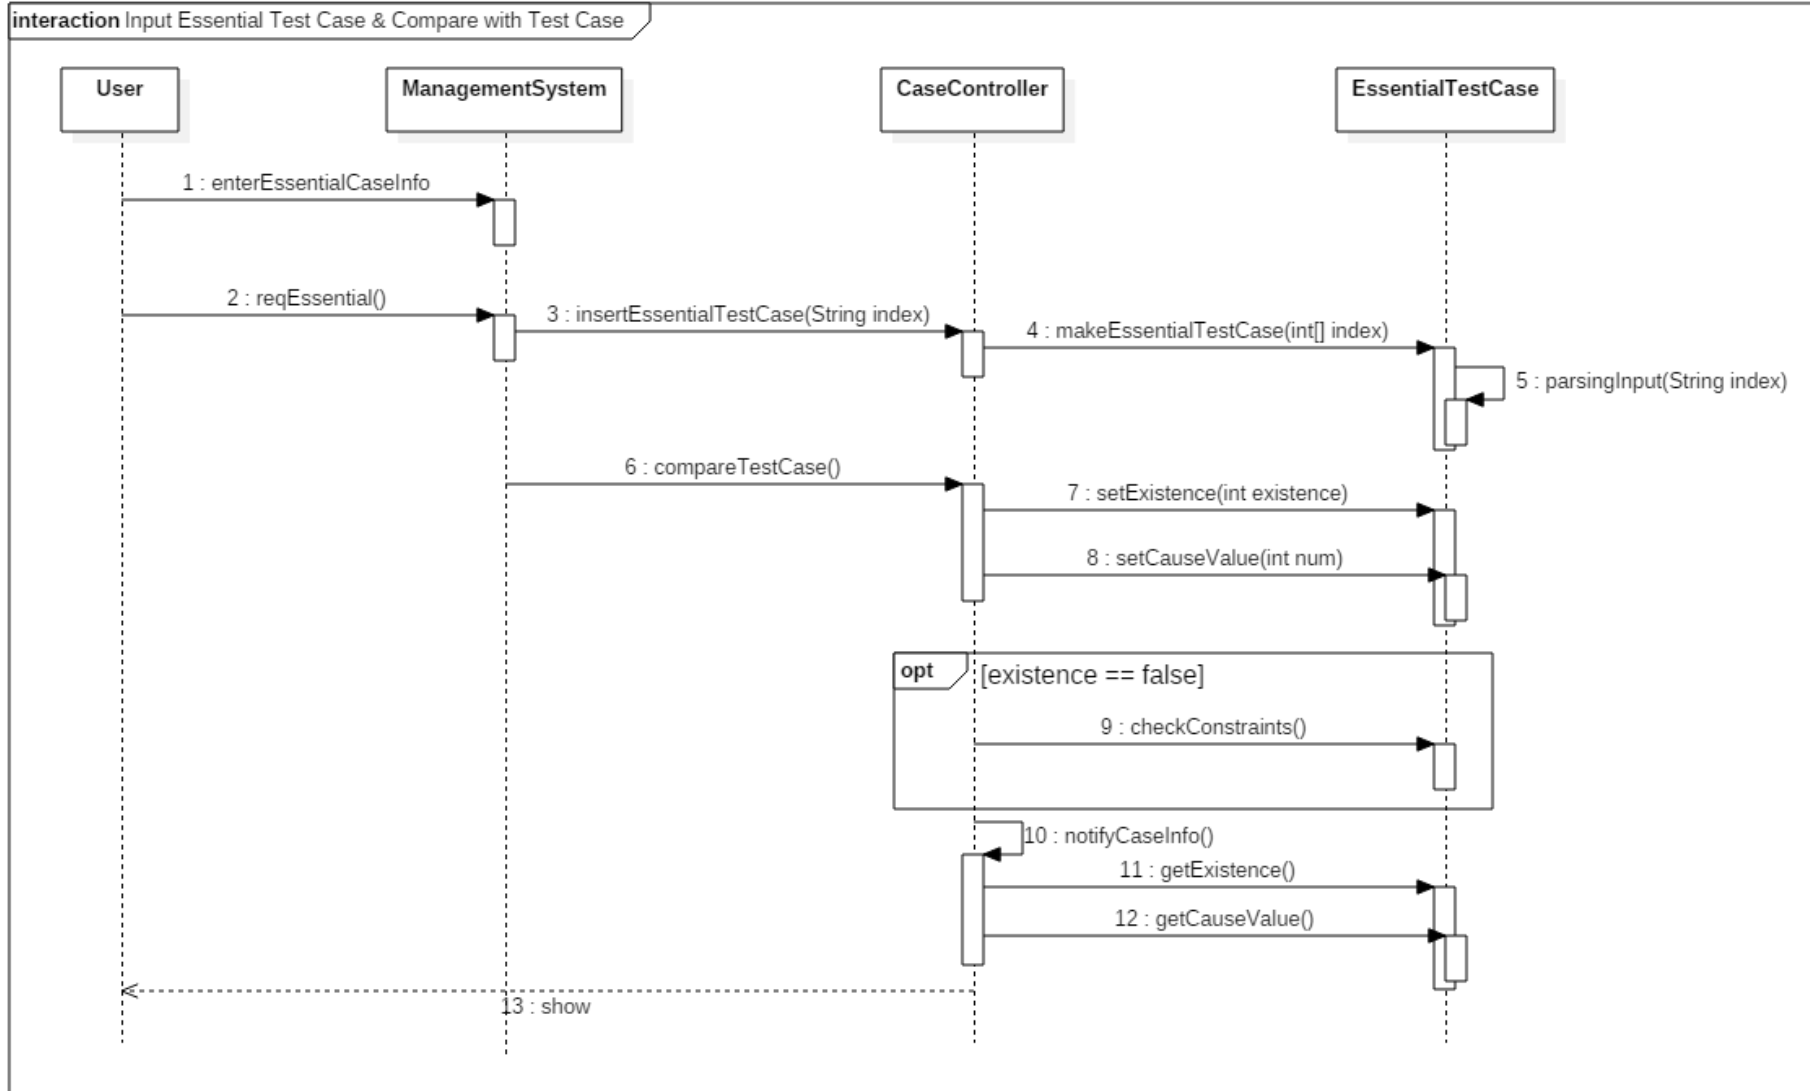 interaction Input Essential Test Case & Compare with Test Case
User
ManagementSystem
CaseController
EssentialTestCase
1 : enterEssentialCaseInfo
2 : reqEssential()
3 : insertEssentialTestCase(String index)
4 : makeEssentialTestCase(int[] index)
5 : parsingInput(String index)
6 : compareTestCase()
7 : setExistence(int existence)
8 : setCauseValue(int num)
opt [existence == false]
9 : checkConstraints()
10 : notifyCaseInfo()
11 : getExistence()
12 : getCauseValue()
13 : show